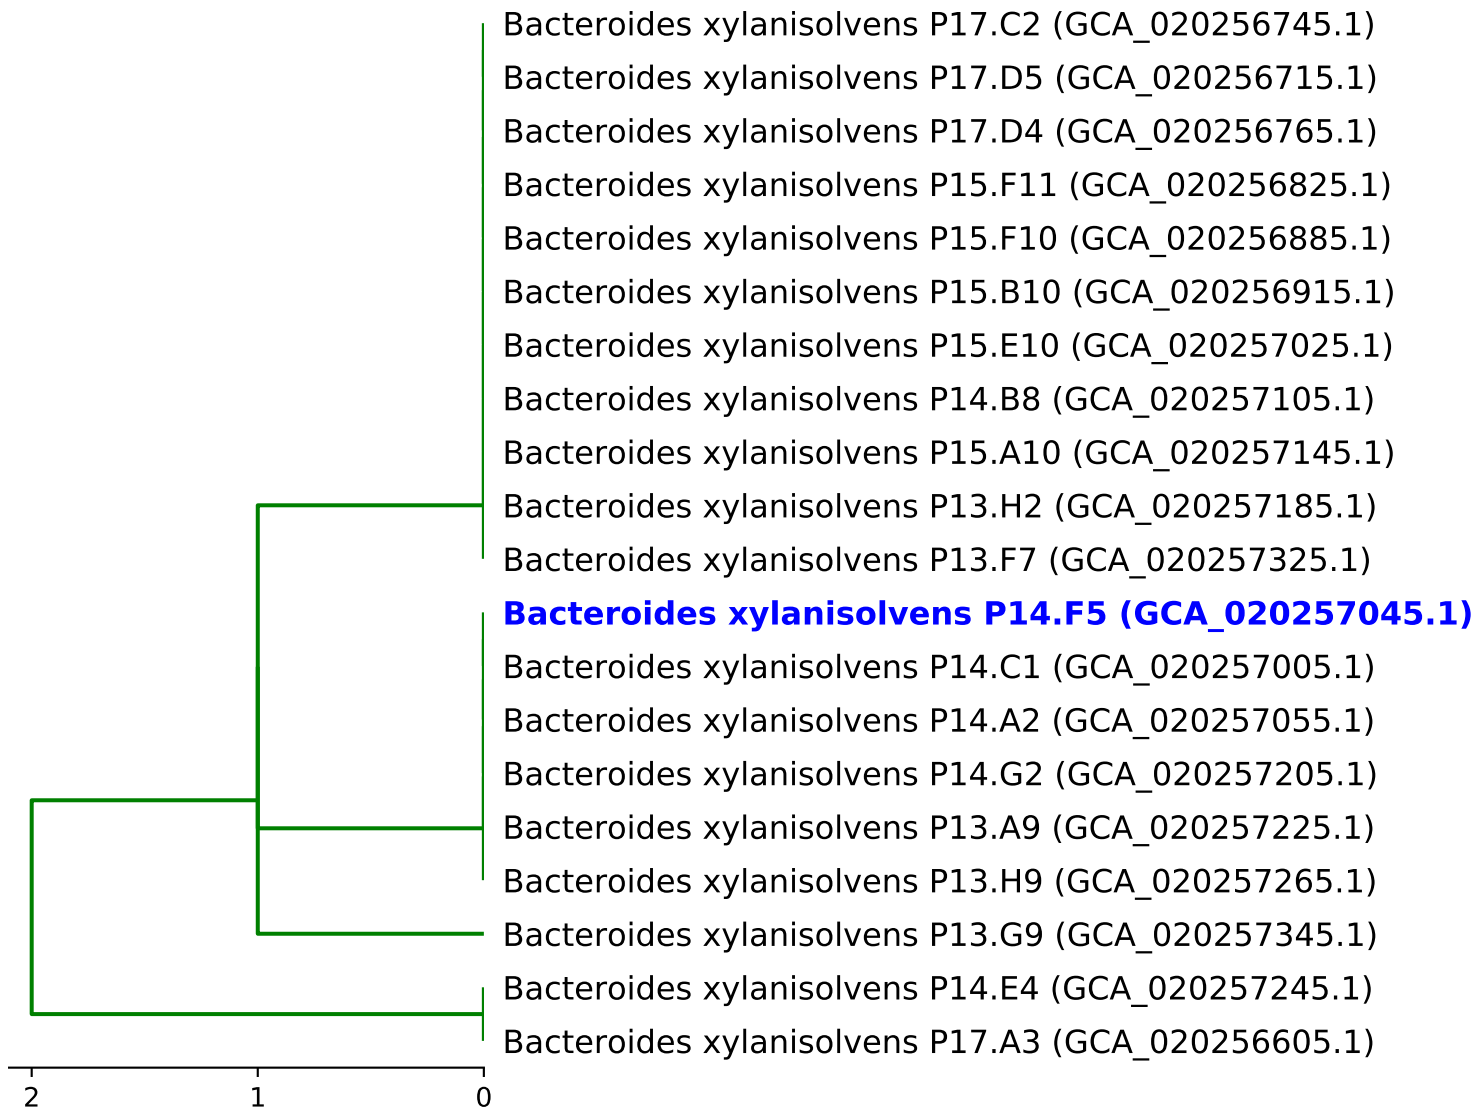 Bacteroides xylanisolvens P17.C2 (GCA_020256745.1)
Bacteroides xylanisolvens P17.D5 (GCA_020256715.1)
Bacteroides xylanisolvens P17.D4 (GCA_020256765.1)
Bacteroides xylanisolvens P15.F11 (GCA_020256825.1)
Bacteroides xylanisolvens P15.F10 (GCA_020256885.1)
Bacteroides xylanisolvens P15.B10 (GCA_020256915.1)
Bacteroides xylanisolvens P15.E10 (GCA_020257025.1)
Bacteroides xylanisolvens P14.B8 (GCA_020257105.1)
Bacteroides xylanisolvens P15.A10 (GCA_020257145.1)
Bacteroides xylanisolvens P13.H2 (GCA_020257185.1)
Bacteroides xylanisolvens P13.F7 (GCA_020257325.1)
Bacteroides xylanisolvens P14.F5 (GCA_020257045.1)
Bacteroides xylanisolvens P14.C1 (GCA_020257005.1)
Bacteroides xylanisolvens P14.A2 (GCA_020257055.1)
Bacteroides xylanisolvens P14.G2 (GCA_020257205.1)
Bacteroides xylanisolvens P13.A9 (GCA_020257225.1)
Bacteroides xylanisolvens P13.H9 (GCA_020257265.1)
Bacteroides xylanisolvens P13.G9 (GCA_020257345.1)
Bacteroides xylanisolvens P14.E4 (GCA_020257245.1)
Bacteroides xylanisolvens P17.A3 (GCA_020256605.1)
2 1 0